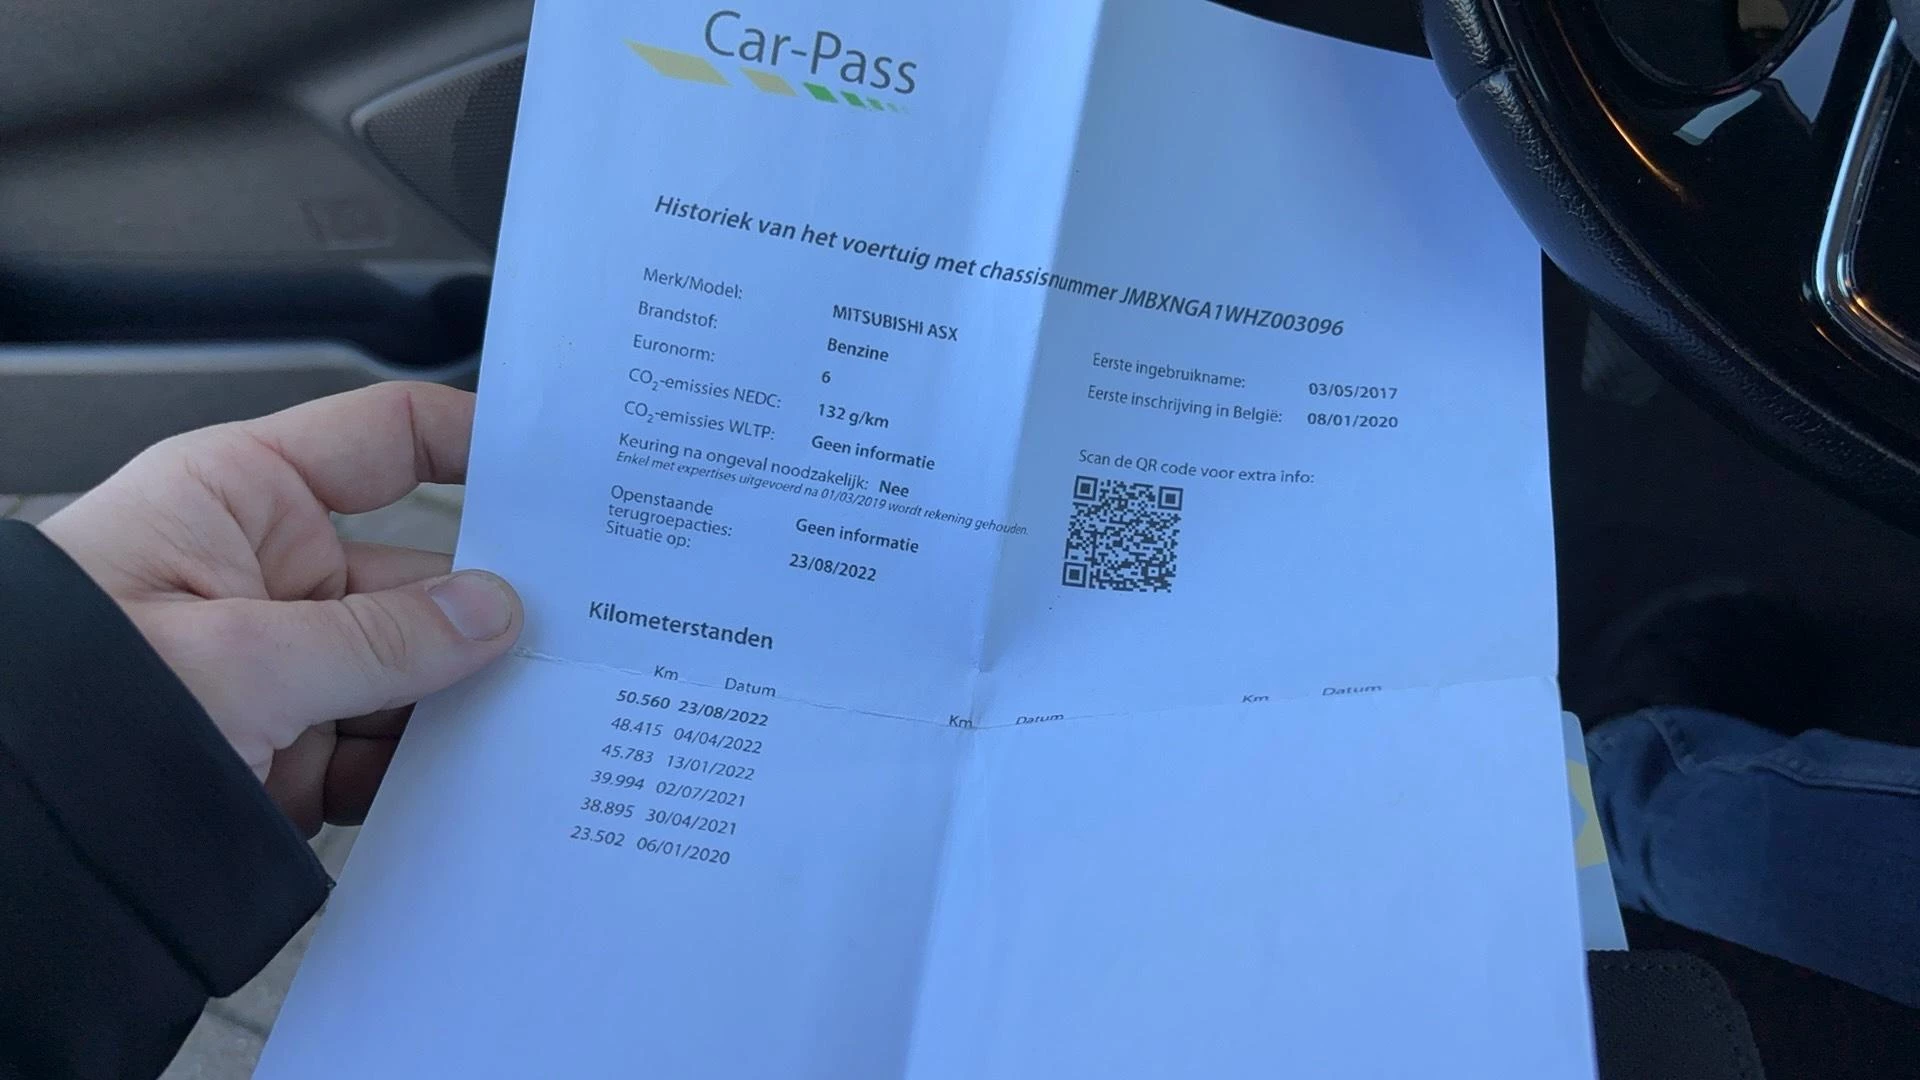 Car-Pass
Historiek van het voertuig met chassisnummer JMBXNGA1WHZ003096
Merk/Model: MITSUBISHI ASX
Brandstof: Benzine
Euronorm: 6
CO2-emissies NEDC: 132 g/km
CO2-emissies WLTP: Geen informatie
Keuring na ongeval noodzakelijk: Nee
Enkel met expertises uitgevoerd na 01/03/2019 wordt rekening gehouden.
Openstaande
terugroepacties: Geen informatie
Situatie op: 23/08/2022
Eerste ingebruikname: 03/05/2017
Eerste inschrijving in België: 08/01/2020
Scan de QR code voor extra info:
Kilometerstanden
Km Datum Km Datum Km Datum
50.560 23/08/2022
48.415 04/04/2022
45.783 13/01/2022
39.994 02/07/2021
38.895 30/04/2021
23.502 06/01/2020